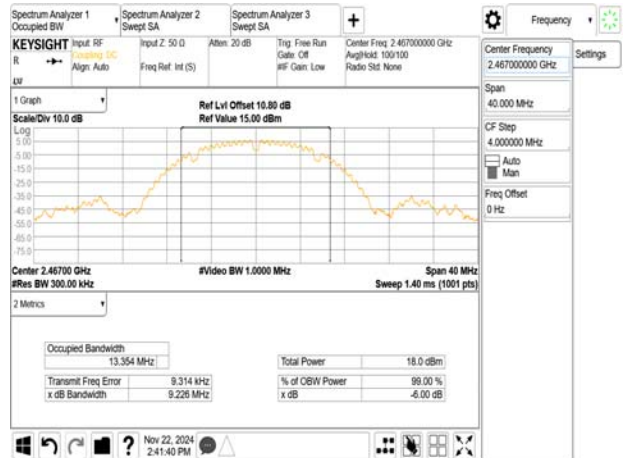 Spectrum Analyzer 1
Occupied BW
Spectrum Analyzer 2
Swept SA
Spectrum Analyzer 3
Swept SA
+
Frequency
KEYSIGHT
R
LXI
Input: RF
Coupling: DC
Align: Auto
Input Z: 50 Ω
Freq Ref: Int (S)
Atten: 20 dB
Trig: Free Run
Gate: Off
#IF Gain: Low
Center Freq: 2.467000000 GHz
Avg|Hold: 100/100
Radio Std: None
Center Frequency
2.467000000 GHz
Settings
Span
40.000 MHz
CF Step
4.000000 MHz
Auto
Man
Freq Offset
0 Hz
1 Graph
Scale/Div 10.0 dB
Ref Lvl Offset 10.80 dB
Ref Value 15.00 dBm
Log
5.00
-5.00
-15.0
-25.0
-35.0
-45.0
-55.0
-65.0
-75.0
Center 2.46700 GHz
#Res BW 300.00 kHz
#Video BW 1.0000 MHz
Span 40 MHz
Sweep 1.40 ms (1001 pts)
2 Metrics
Occupied Bandwidth
13.354 MHz
Total Power 18.0 dBm
Transmit Freq Error 9.314 kHz
% of OBW Power 99.00 %
x dB Bandwidth 9.226 MHz
x dB -6.00 dB
?
Nov 22, 2024
2:41:40 PM